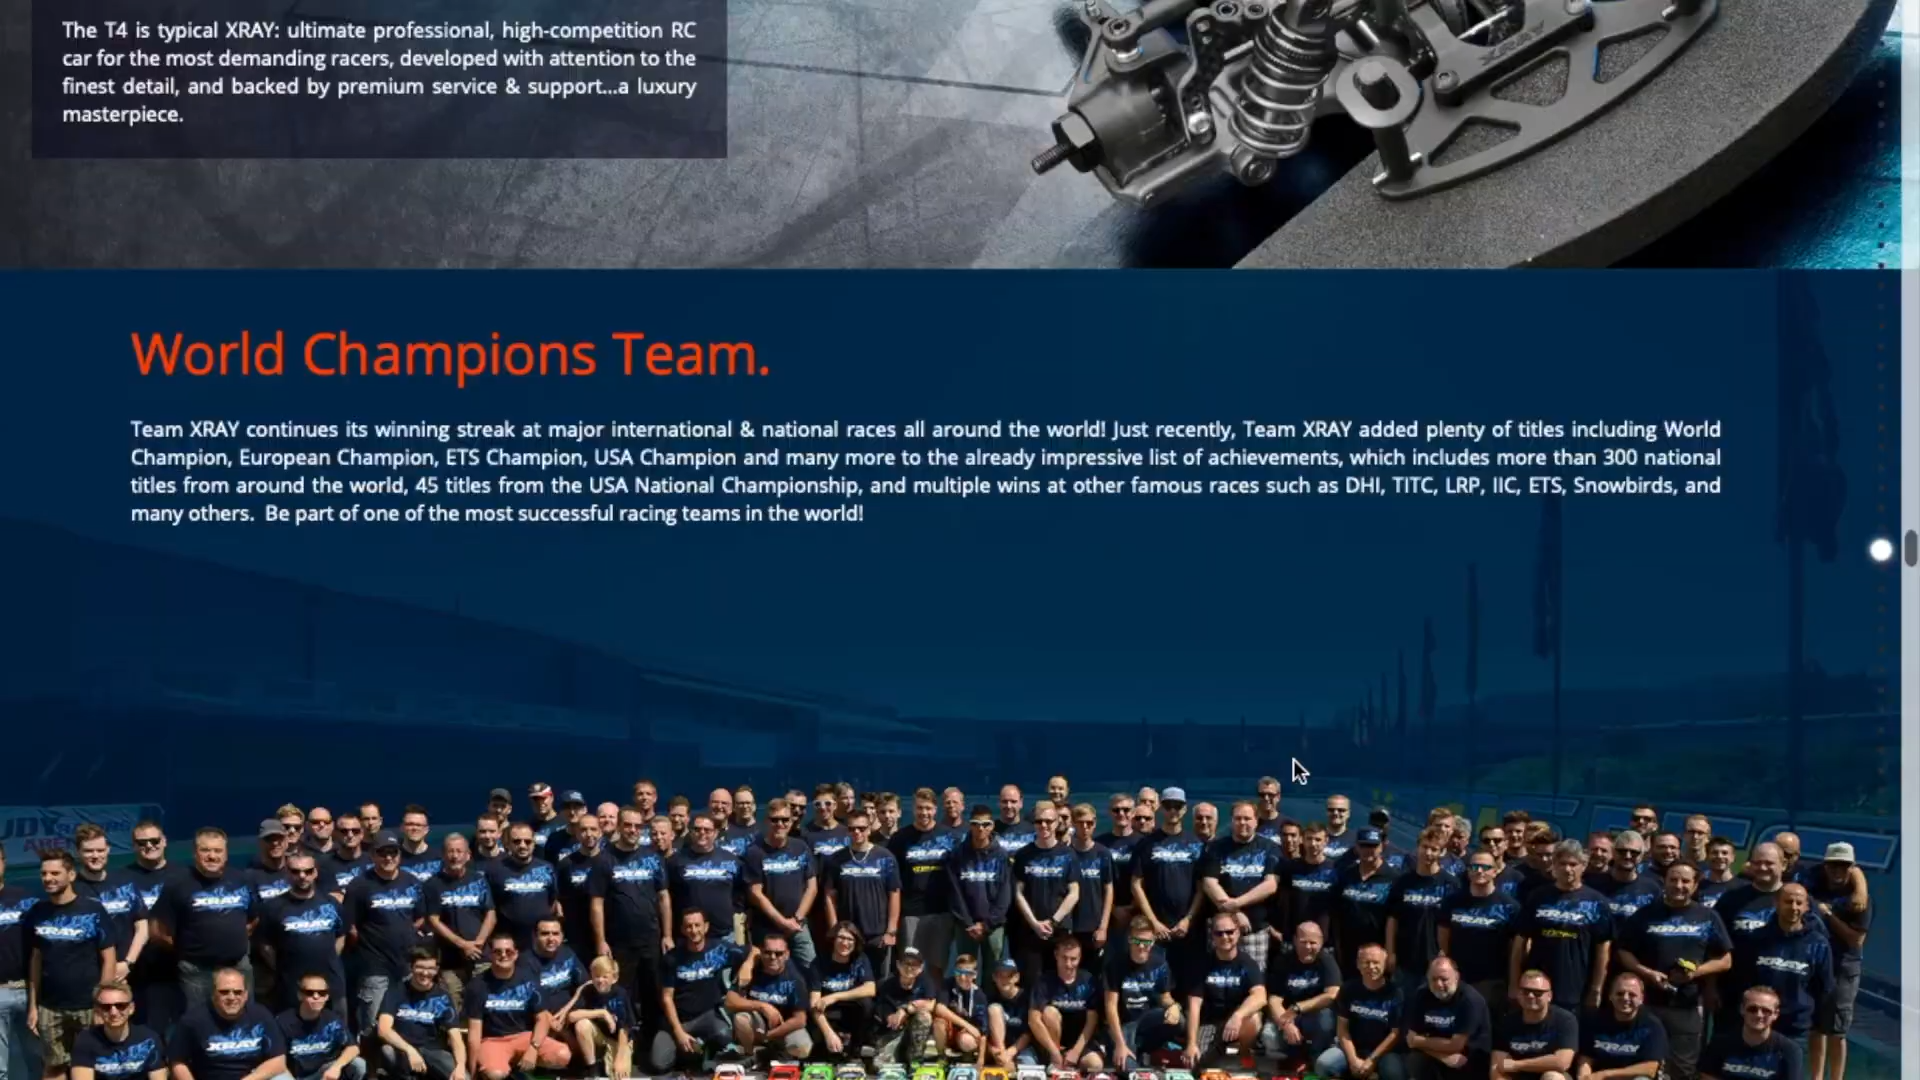 The T4 is typical XRAY: ultimate professional, high-competition RC
car for the most demanding racers, developed with attention to the
finest detail, and backed by premium service & support...a luxury
masterpiece.
XRAY
World Champions Team.
Team XRAY continues its winning streak at major international & national races all around the world! Just recently, Team XRAY added plenty of titles including World
Champion, European Champion, ETS Champion, USA Champion and many more to the already impressive list of achievements, which includes more than 300 national
titles from around the world, 45 titles from the USA National Championship, and multiple wins at other famous races such as DHI, TITC, LRP, IIC, ETS, Snowbirds, and
many others. Be part of one of the most successful racing teams in the world!
XRAY